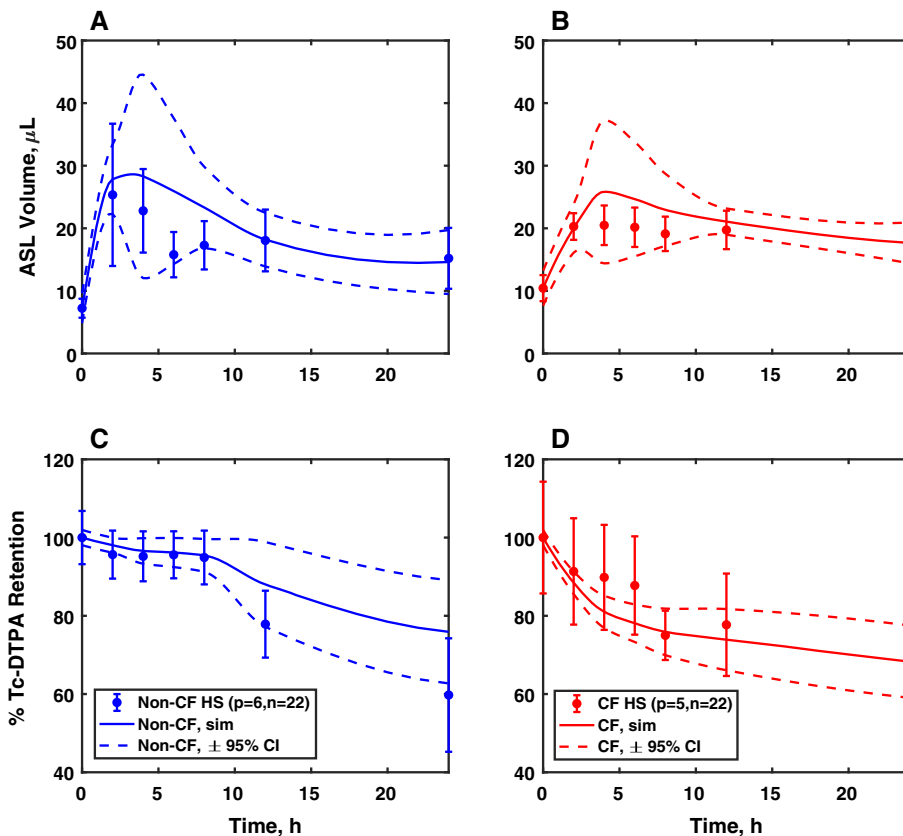 A
B
50
40
30
20
10
0
ASL Volume, μL
0 5 10 15 20
50
40
30
20
10
0
0 5 10 15 20
C
D
120
100
80
60
40
% Tc-DTPA Retention
Non-CF HS (p=6,n=22)
Non-CF, sim
Non-CF, ± 95% CI
0 5 10 15 20
Time, h
120
100
80
60
40
CF HS (p=5,n=22)
CF, sim
CF, ± 95% CI
0 5 10 15 20
Time, h